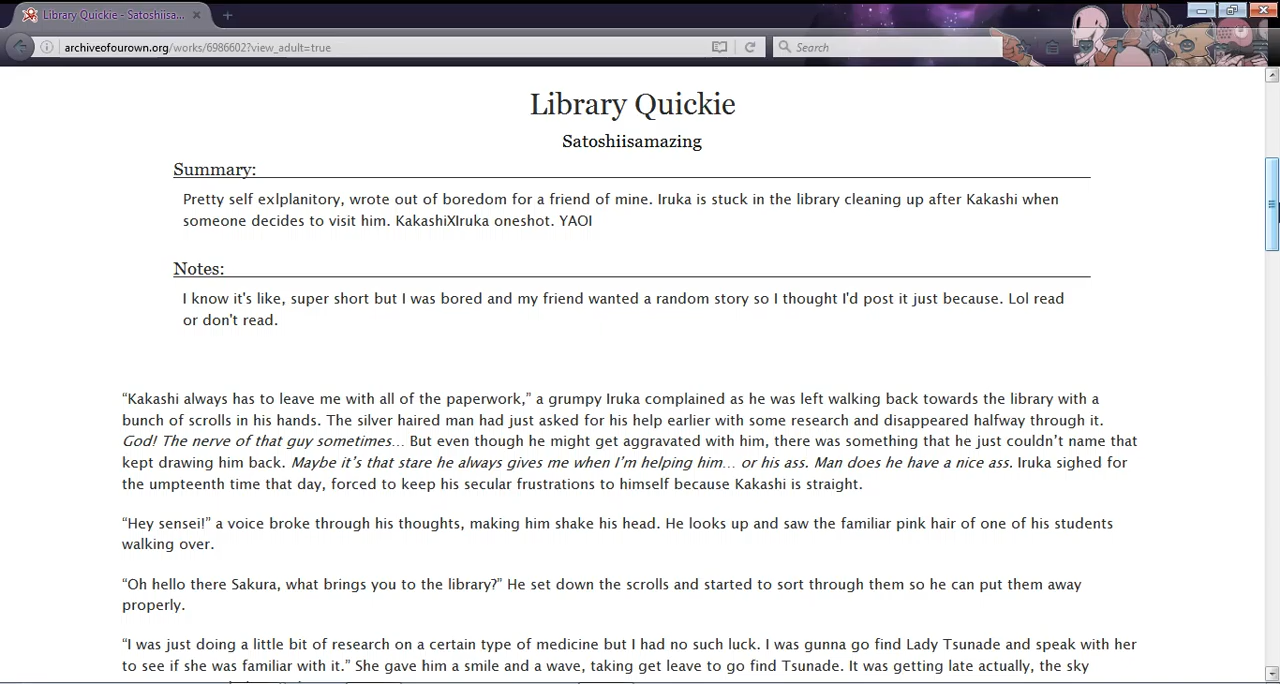 Library Quickie - Satoshiisa...
archiveofourown.org/works/6986602?view_adult=true
Search
Library Quickie
Satoshiisamazing
Summary:
Pretty self exlplanitory, wrote out of boredom for a friend of mine. Iruka is stuck in the library cleaning up after Kakashi when
someone decides to visit him. KakashiXIruka oneshot. YAOI
Notes:
I know it's like, super short but I was bored and my friend wanted a random story so I thought I'd post it just because. Lol read
or don't read.
“Kakashi always has to leave me with all of the paperwork,” a grumpy Iruka complained as he was left walking back towards the library with a
bunch of scrolls in his hands. The silver haired man had just asked for his help earlier with some research and disappeared halfway through it.
God! The nerve of that guy sometimes… But even though he might get aggravated with him, there was something that he just couldn’t name that
kept drawing him back. Maybe it’s that stare he always gives me when I’m helping him… or his ass. Man does he have a nice ass. Iruka sighed for
the umpteenth time that day, forced to keep his secular frustrations to himself because Kakashi is straight.
“Hey sensei!” a voice broke through his thoughts, making him shake his head. He looks up and saw the familiar pink hair of one of his students
walking over.
“Oh hello there Sakura, what brings you to the library?” He set down the scrolls and started to sort through them so he can put them away
properly.
“I was just doing a little bit of research on a certain type of medicine but I had no such luck. I was gunna go find Lady Tsunade and speak with her
to see if she was familiar with it.” She gave him a smile and a wave, taking get leave to go find Tsunade. It was getting late actually, the sky